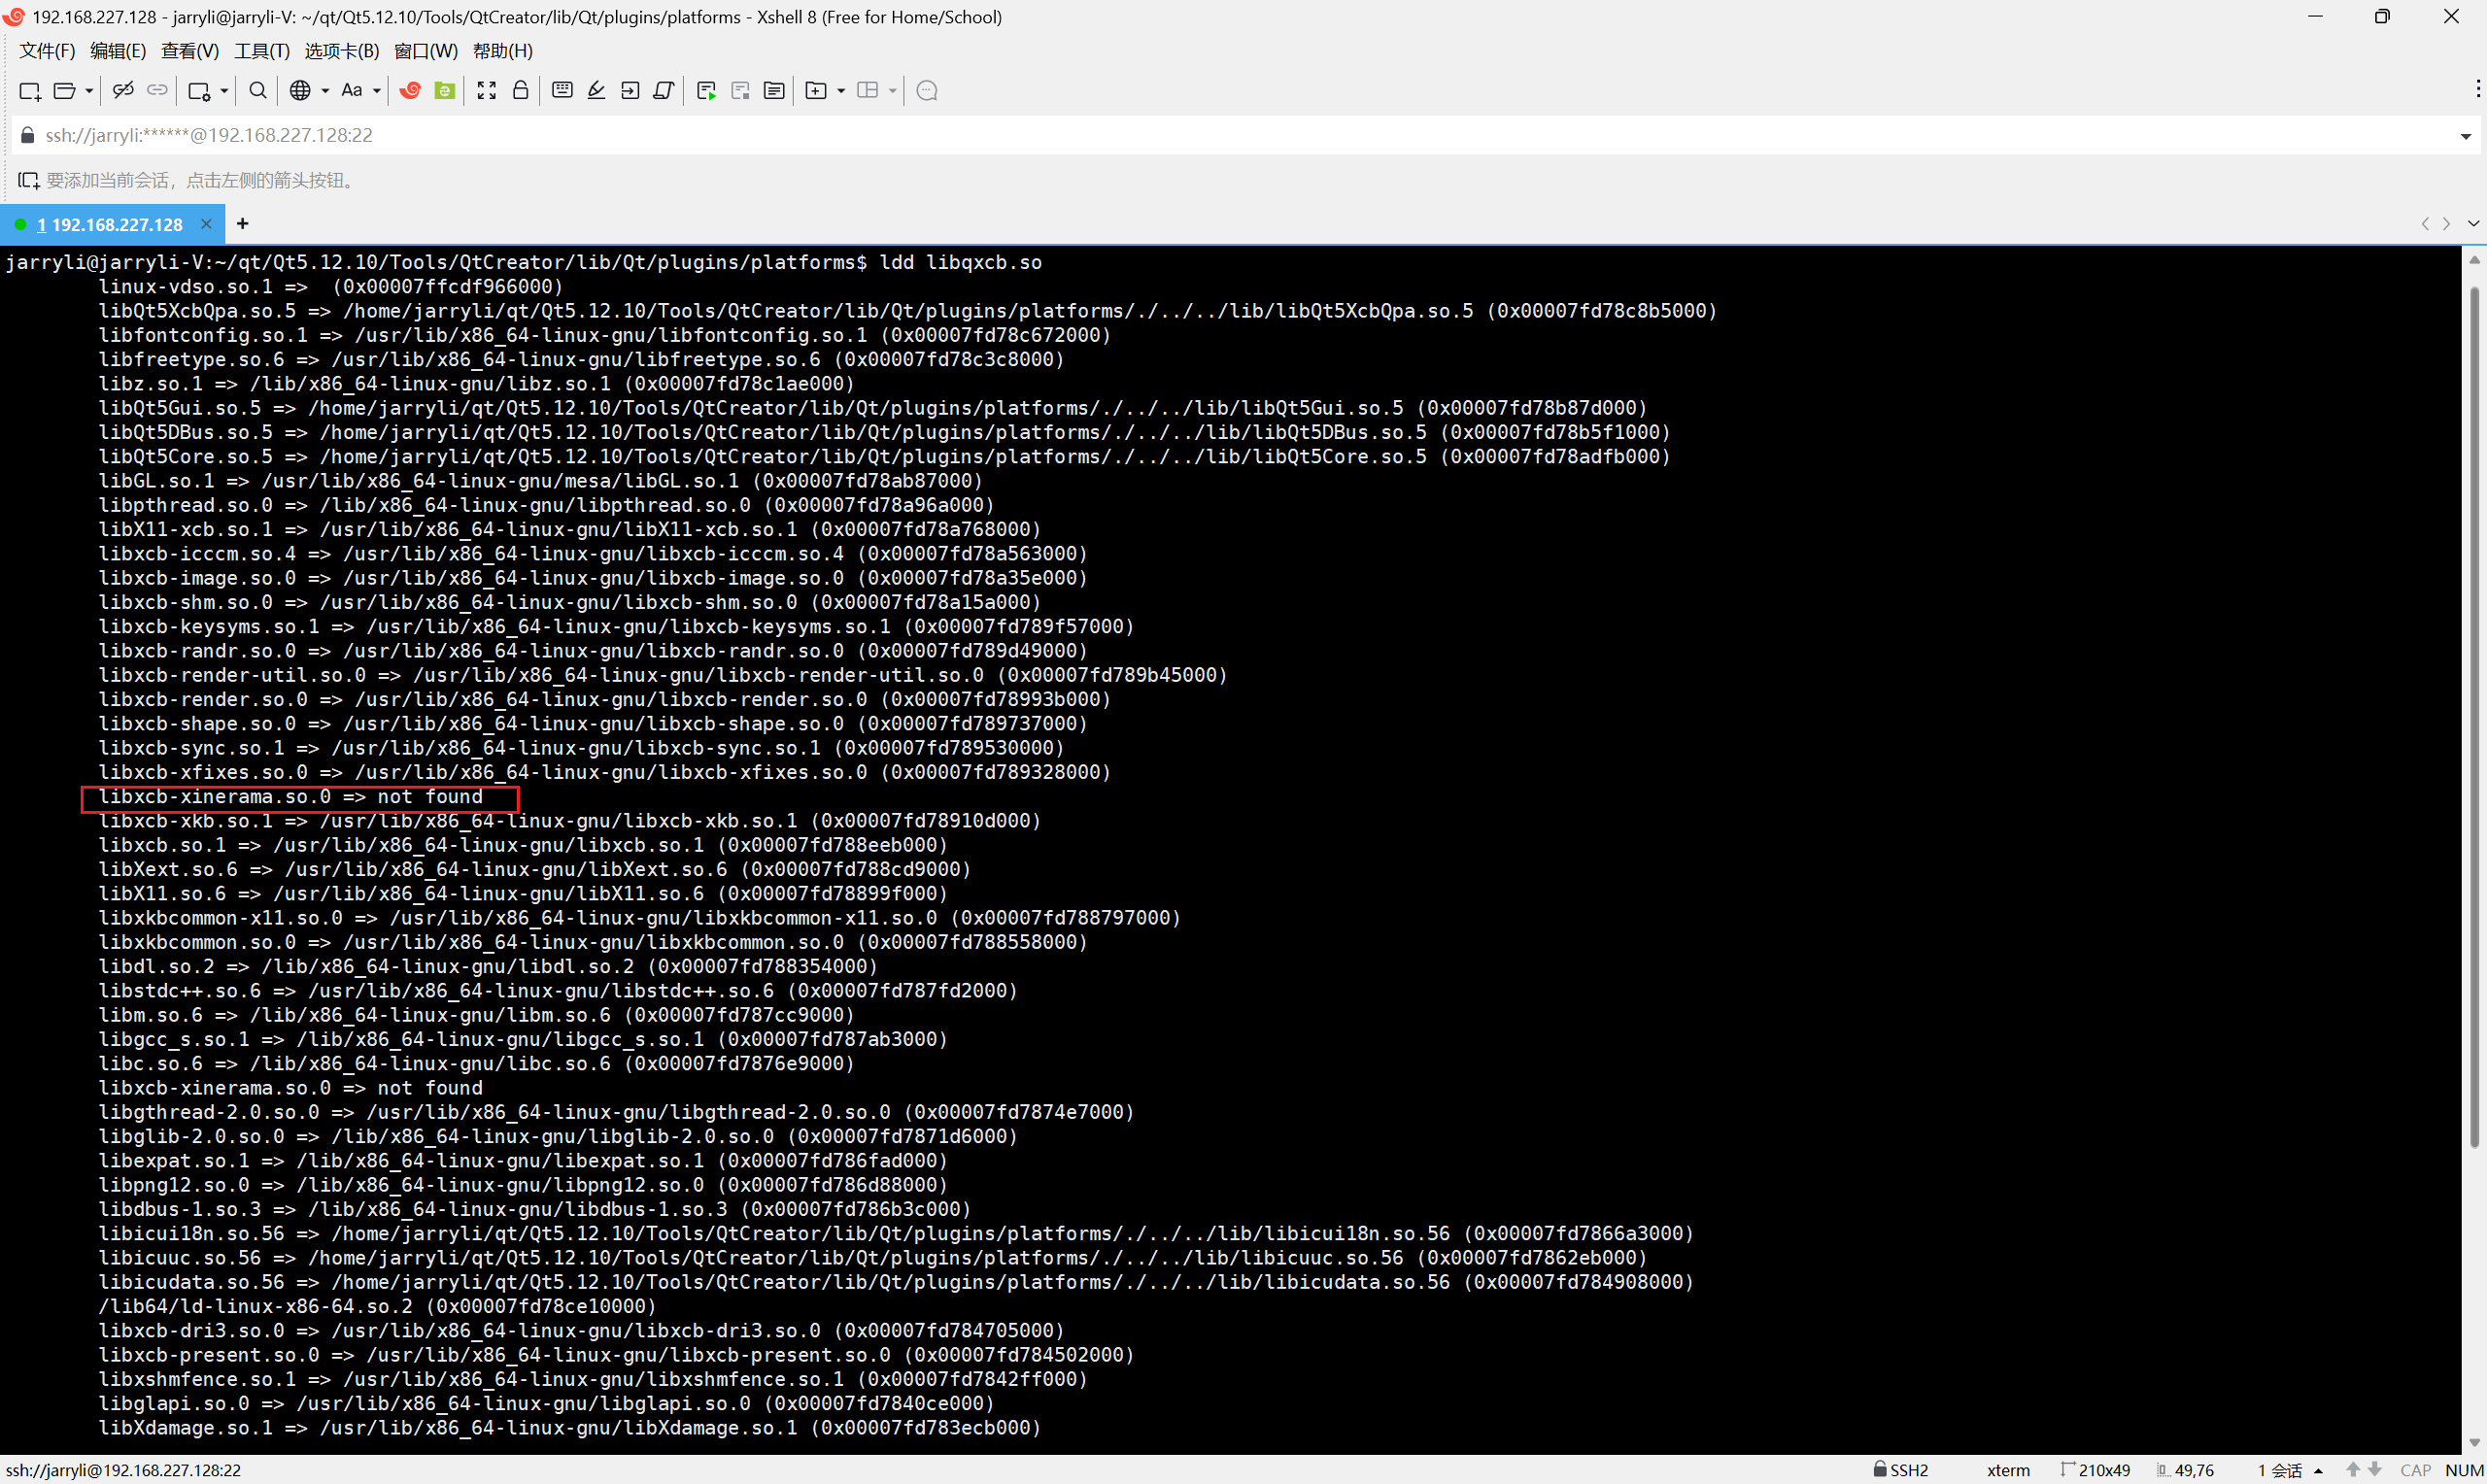 192.168.227.128 - jarryli@jarryli-V: ~/qt/Qt5.12.10/Tools/QtCreator/lib/Qt/plugins/platforms - Xshell 8 (Free for Home/School)
文件(F) 编辑(E) 查看(V) 工具(T) 选项卡(B) 窗口(W) 帮助(H)
Aa
ssh://jarryli:******@192.168.227.128:22
要添加当前会话，点击左侧的箭头按钮。
1 192.168.227.128
jarryli@jarryli-V:~/qt/Qt5.12.10/Tools/QtCreator/lib/Qt/plugins/platforms$ ldd libqxcb.so
linux-vdso.so.1 =>  (0x00007ffcdf966000)
libQt5XcbQpa.so.5 => /home/jarryli/qt/Qt5.12.10/Tools/QtCreator/lib/Qt/plugins/platforms/./../../lib/libQt5XcbQpa.so.5 (0x00007fd78c8b5000)
libfontconfig.so.1 => /usr/lib/x86_64-linux-gnu/libfontconfig.so.1 (0x00007fd78c672000)
libfreetype.so.6 => /usr/lib/x86_64-linux-gnu/libfreetype.so.6 (0x00007fd78c3c8000)
libz.so.1 => /lib/x86_64-linux-gnu/libz.so.1 (0x00007fd78c1ae000)
libQt5Gui.so.5 => /home/jarryli/qt/Qt5.12.10/Tools/QtCreator/lib/Qt/plugins/platforms/./../../lib/libQt5Gui.so.5 (0x00007fd78b87d000)
libQt5DBus.so.5 => /home/jarryli/qt/Qt5.12.10/Tools/QtCreator/lib/Qt/plugins/platforms/./../../lib/libQt5DBus.so.5 (0x00007fd78b5f1000)
libQt5Core.so.5 => /home/jarryli/qt/Qt5.12.10/Tools/QtCreator/lib/Qt/plugins/platforms/./../../lib/libQt5Core.so.5 (0x00007fd78adfb000)
libGL.so.1 => /usr/lib/x86_64-linux-gnu/mesa/libGL.so.1 (0x00007fd78ab87000)
libpthread.so.0 => /lib/x86_64-linux-gnu/libpthread.so.0 (0x00007fd78a96a000)
libX11-xcb.so.1 => /usr/lib/x86_64-linux-gnu/libX11-xcb.so.1 (0x00007fd78a768000)
libxcb-icccm.so.4 => /usr/lib/x86_64-linux-gnu/libxcb-icccm.so.4 (0x00007fd78a563000)
libxcb-image.so.0 => /usr/lib/x86_64-linux-gnu/libxcb-image.so.0 (0x00007fd78a35e000)
libxcb-shm.so.0 => /usr/lib/x86_64-linux-gnu/libxcb-shm.so.0 (0x00007fd78a15a000)
libxcb-keysyms.so.1 => /usr/lib/x86_64-linux-gnu/libxcb-keysyms.so.1 (0x00007fd789f57000)
libxcb-randr.so.0 => /usr/lib/x86_64-linux-gnu/libxcb-randr.so.0 (0x00007fd789d49000)
libxcb-render-util.so.0 => /usr/lib/x86_64-linux-gnu/libxcb-render-util.so.0 (0x00007fd789b45000)
libxcb-render.so.0 => /usr/lib/x86_64-linux-gnu/libxcb-render.so.0 (0x00007fd78993b000)
libxcb-shape.so.0 => /usr/lib/x86_64-linux-gnu/libxcb-shape.so.0 (0x00007fd789737000)
libxcb-sync.so.1 => /usr/lib/x86_64-linux-gnu/libxcb-sync.so.1 (0x00007fd789530000)
libxcb-xfixes.so.0 => /usr/lib/x86_64-linux-gnu/libxcb-xfixes.so.0 (0x00007fd789328000)
libxcb-xinerama.so.0 => not found
libxcb-xkb.so.1 => /usr/lib/x86_64-linux-gnu/libxcb-xkb.so.1 (0x00007fd78910d000)
libxcb.so.1 => /usr/lib/x86_64-linux-gnu/libxcb.so.1 (0x00007fd788eeb000)
libXext.so.6 => /usr/lib/x86_64-linux-gnu/libXext.so.6 (0x00007fd788cd9000)
libX11.so.6 => /usr/lib/x86_64-linux-gnu/libX11.so.6 (0x00007fd78899f000)
libxkbcommon-x11.so.0 => /usr/lib/x86_64-linux-gnu/libxkbcommon-x11.so.0 (0x00007fd788797000)
libxkbcommon.so.0 => /usr/lib/x86_64-linux-gnu/libxkbcommon.so.0 (0x00007fd788558000)
libdl.so.2 => /lib/x86_64-linux-gnu/libdl.so.2 (0x00007fd788354000)
libstdc++.so.6 => /usr/lib/x86_64-linux-gnu/libstdc++.so.6 (0x00007fd787fd2000)
libm.so.6 => /lib/x86_64-linux-gnu/libm.so.6 (0x00007fd787cc9000)
libgcc_s.so.1 => /lib/x86_64-linux-gnu/libgcc_s.so.1 (0x00007fd787ab3000)
libc.so.6 => /lib/x86_64-linux-gnu/libc.so.6 (0x00007fd7876e9000)
libxcb-xinerama.so.0 => not found
libgthread-2.0.so.0 => /usr/lib/x86_64-linux-gnu/libgthread-2.0.so.0 (0x00007fd7874e7000)
libglib-2.0.so.0 => /lib/x86_64-linux-gnu/libglib-2.0.so.0 (0x00007fd7871d6000)
libexpat.so.1 => /lib/x86_64-linux-gnu/libexpat.so.1 (0x00007fd786fad000)
libpng12.so.0 => /lib/x86_64-linux-gnu/libpng12.so.0 (0x00007fd786d88000)
libdbus-1.so.3 => /lib/x86_64-linux-gnu/libdbus-1.so.3 (0x00007fd786b3c000)
libicui18n.so.56 => /home/jarryli/qt/Qt5.12.10/Tools/QtCreator/lib/Qt/plugins/platforms/./../../lib/libicui18n.so.56 (0x00007fd7866a3000)
libicuuc.so.56 => /home/jarryli/qt/Qt5.12.10/Tools/QtCreator/lib/Qt/plugins/platforms/./../../lib/libicuuc.so.56 (0x00007fd7862eb000)
libicudata.so.56 => /home/jarryli/qt/Qt5.12.10/Tools/QtCreator/lib/Qt/plugins/platforms/./../../lib/libicudata.so.56 (0x00007fd784908000)
/lib64/ld-linux-x86-64.so.2 (0x00007fd78ce10000)
libxcb-dri3.so.0 => /usr/lib/x86_64-linux-gnu/libxcb-dri3.so.0 (0x00007fd784705000)
libxcb-present.so.0 => /usr/lib/x86_64-linux-gnu/libxcb-present.so.0 (0x00007fd784502000)
libxshmfence.so.1 => /usr/lib/x86_64-linux-gnu/libxshmfence.so.1 (0x00007fd7842ff000)
libglapi.so.0 => /usr/lib/x86_64-linux-gnu/libglapi.so.0 (0x00007fd7840ce000)
libXdamage.so.1 => /usr/lib/x86_64-linux-gnu/libXdamage.so.1 (0x00007fd783ecb000)
ssh://jarryli@192.168.227.128:22 SSH2 xterm 210x49 49,76 1 会话 CAP NUM